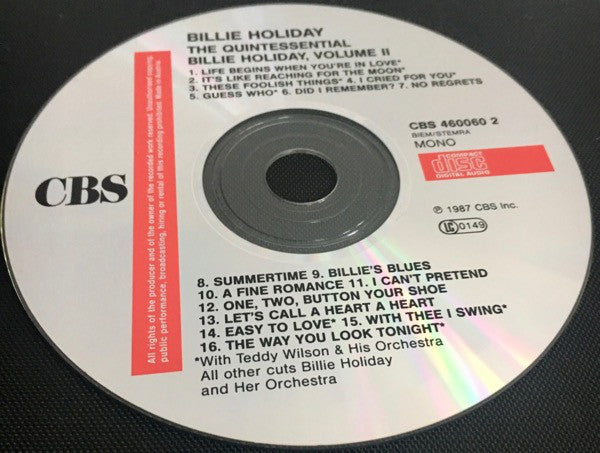 BILLIE HOLIDAY
THE QUINTESSENTIAL
BILLIE HOLIDAY, VOLUME II
1. LIFE BEGINS WHEN YOU'RE IN LOVE*
2. IT'S LIKE REACHING FOR THE MOON*
3. THESE FOOLISH THINGS* 4. I CRIED FOR YOU*
5. GUESS WHO* 6. DID I REMEMBER? 7. NO REGRETS
CBS 460060 2
BIEM/STEMRA
MONO
COMPACT
disc
DIGITAL AUDIO
℗ 1987 CBS Inc.
LC 0149
CBS
All rights of the producer and of the owner of the recorded work reserved. Unauthorised copying,
public performance, broadcasting, hiring or rental of this recording prohibited. Made in Austria.
8. SUMMERTIME 9. BILLIE'S BLUES
10. A FINE ROMANCE 11. I CAN'T PRETEND
12. ONE, TWO, BUTTON YOUR SHOE
13. LET'S CALL A HEART A HEART
14. EASY TO LOVE* 15. WITH THEE I SWING*
16. THE WAY YOU LOOK TONIGHT*
*With Teddy Wilson & His Orchestra
All other cuts Billie Holiday
and Her Orchestra